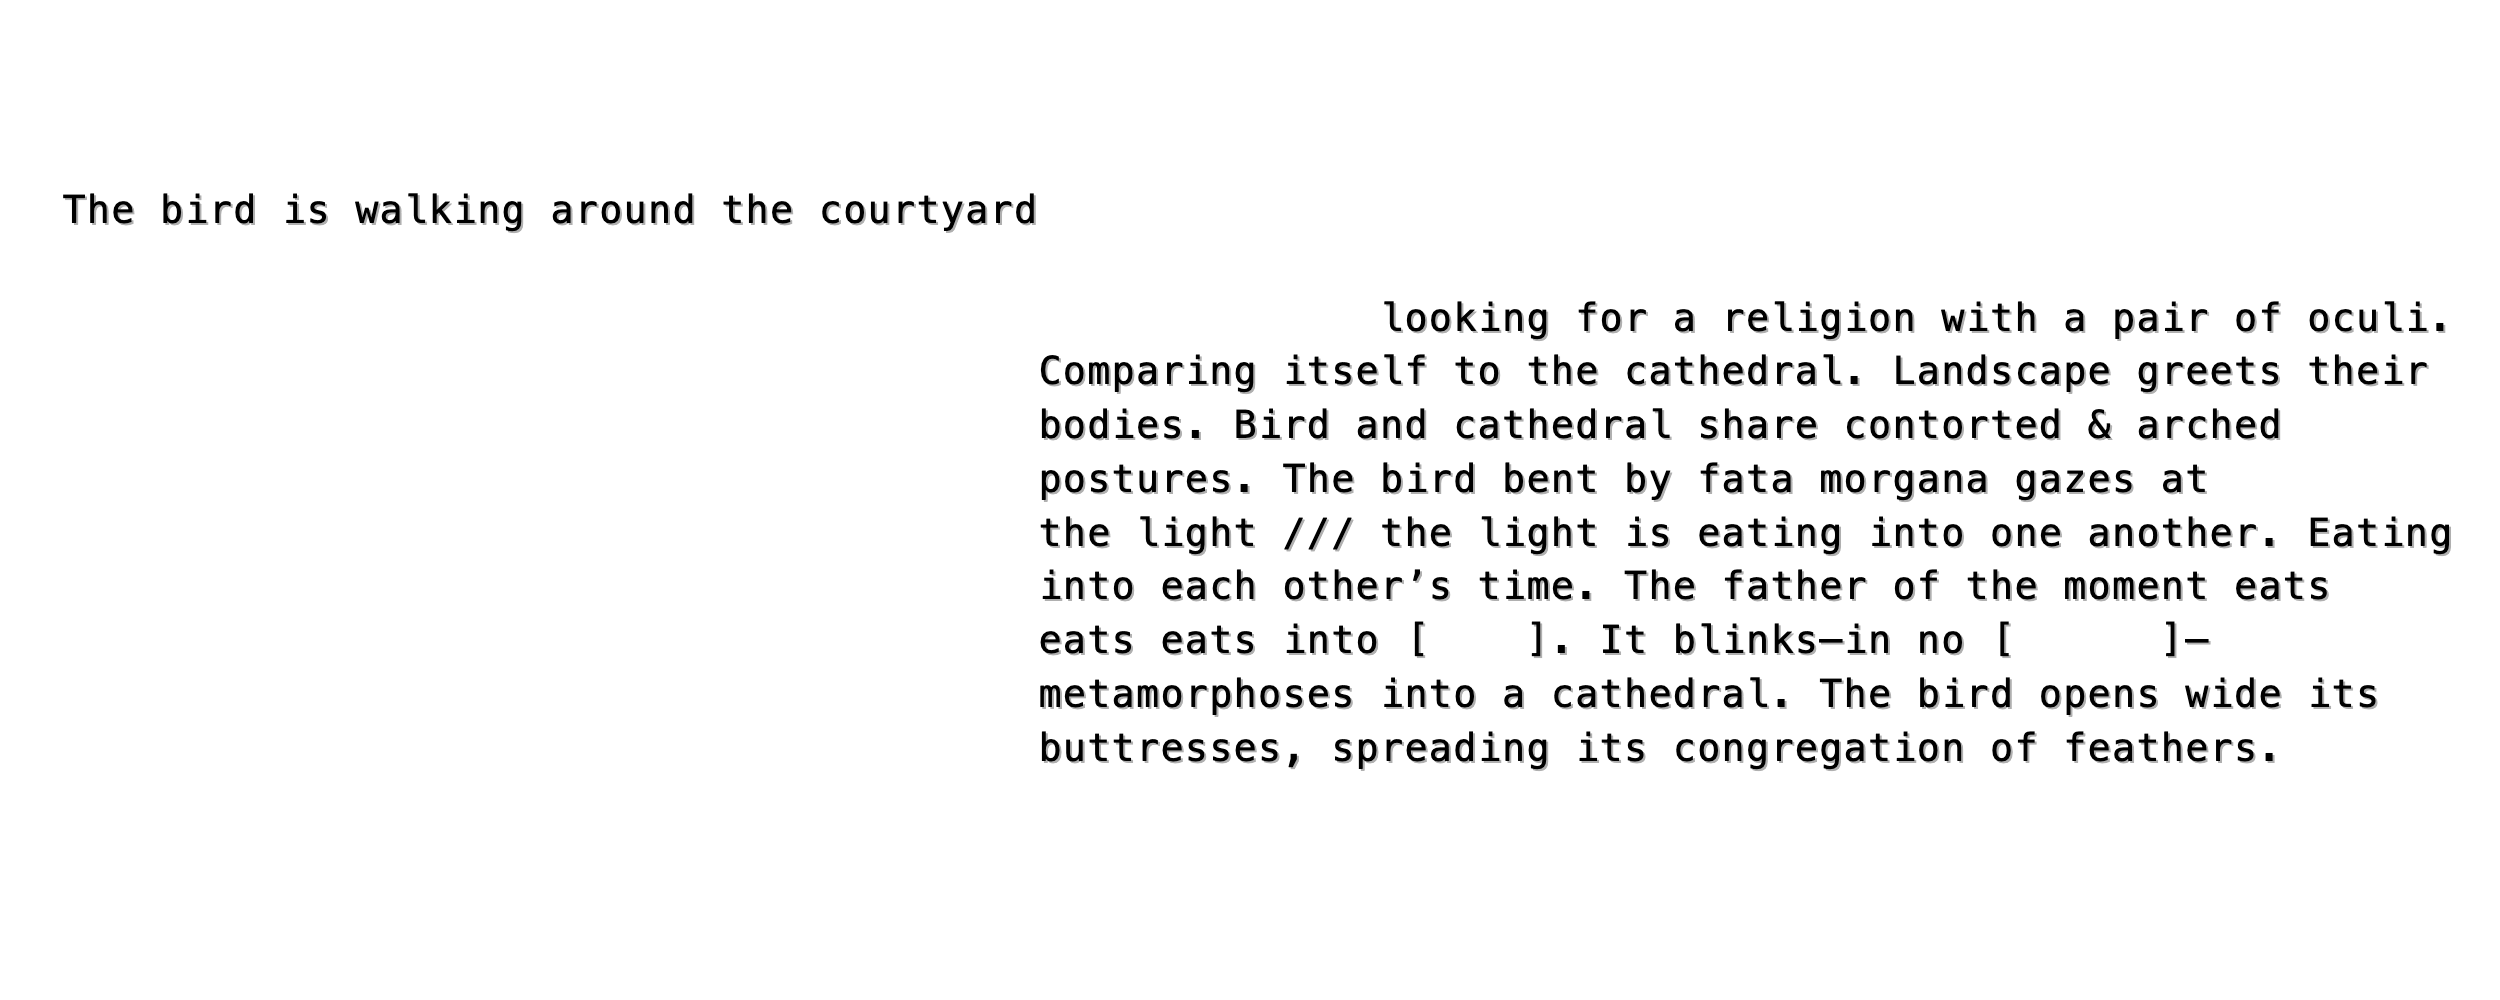 The bird is walking around the courtyard
looking for a religion with a pair of oculi.
Comparing itself to the cathedral. Landscape greets their
bodies. Bird and cathedral share contorted & arched
postures. The bird bent by fata morgana gazes at
the light /// the light is eating into one another. Eating
into each other’s time. The father of the moment eats
eats eats into [    ]. It blinks—in no [      ]—
metamorphoses into a cathedral. The bird opens wide its
buttresses, spreading its congregation of feathers.